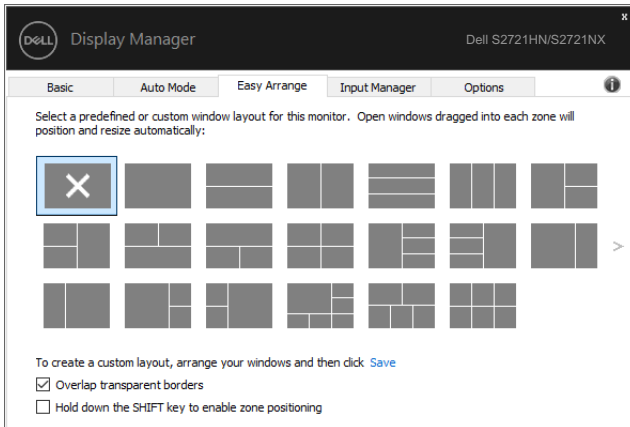 x
DELL Display Manager Dell S2721HN/S2721NX
Basic Auto Mode Easy Arrange Input Manager Options
Select a predefined or custom window layout for this monitor. Open windows dragged into each zone will
position and resize automatically:
To create a custom layout, arrange your windows and then click Save
Overlap transparent borders
Hold down the SHIFT key to enable zone positioning